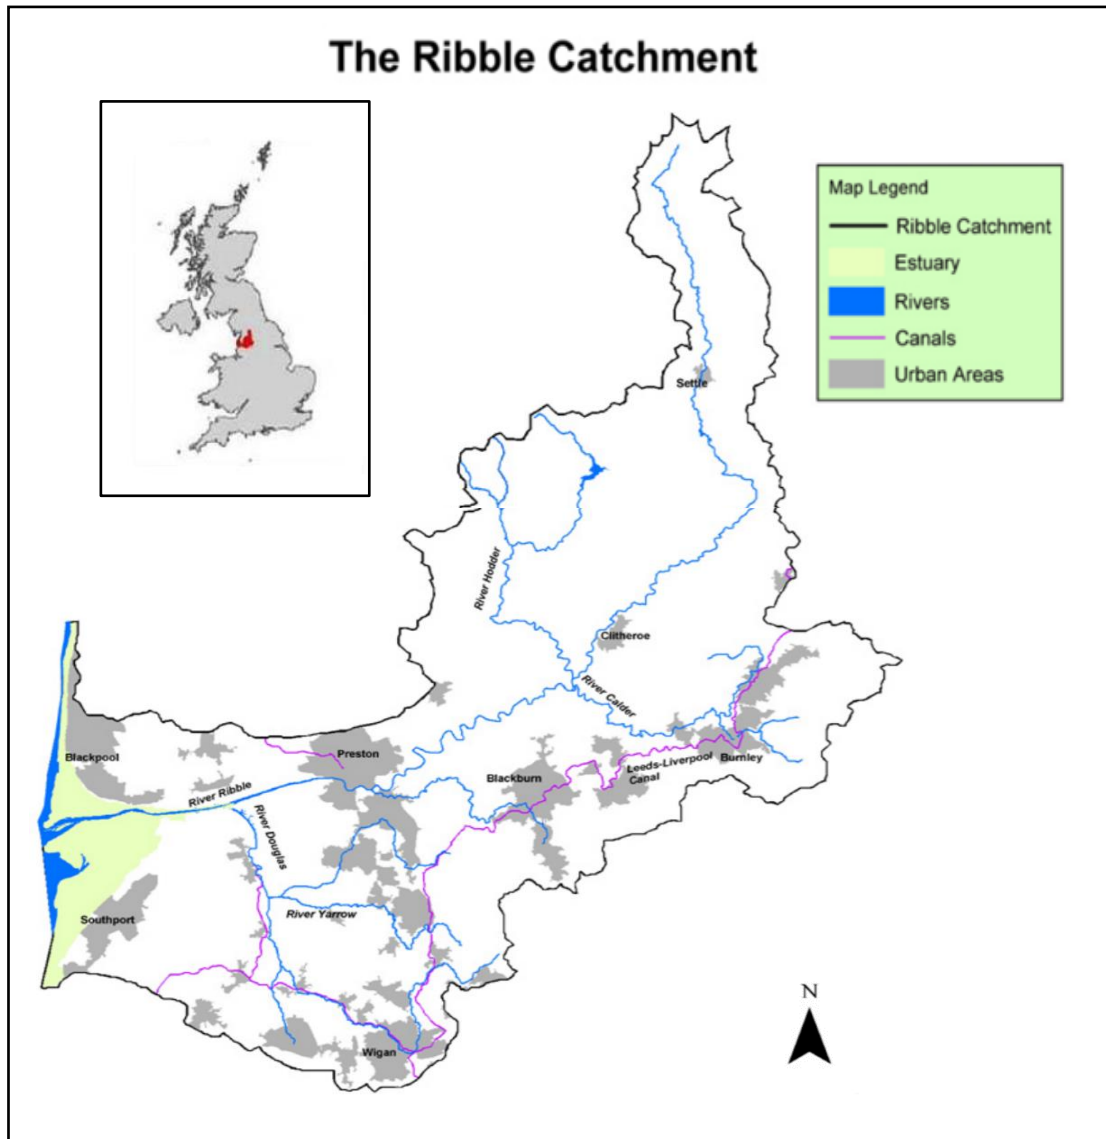 The Ribble Catchment
Map Legend
Ribble Catchment
Estuary
Rivers
Canals
Urban Areas
Settle
River Hodder
Clitheroe
River Calder
Blackpool
Preston
River Ribble
Blackburn
Leeds-Liverpool
Canal
Burnley
River Douglas
River Yarrow
Southport
Wigan
N